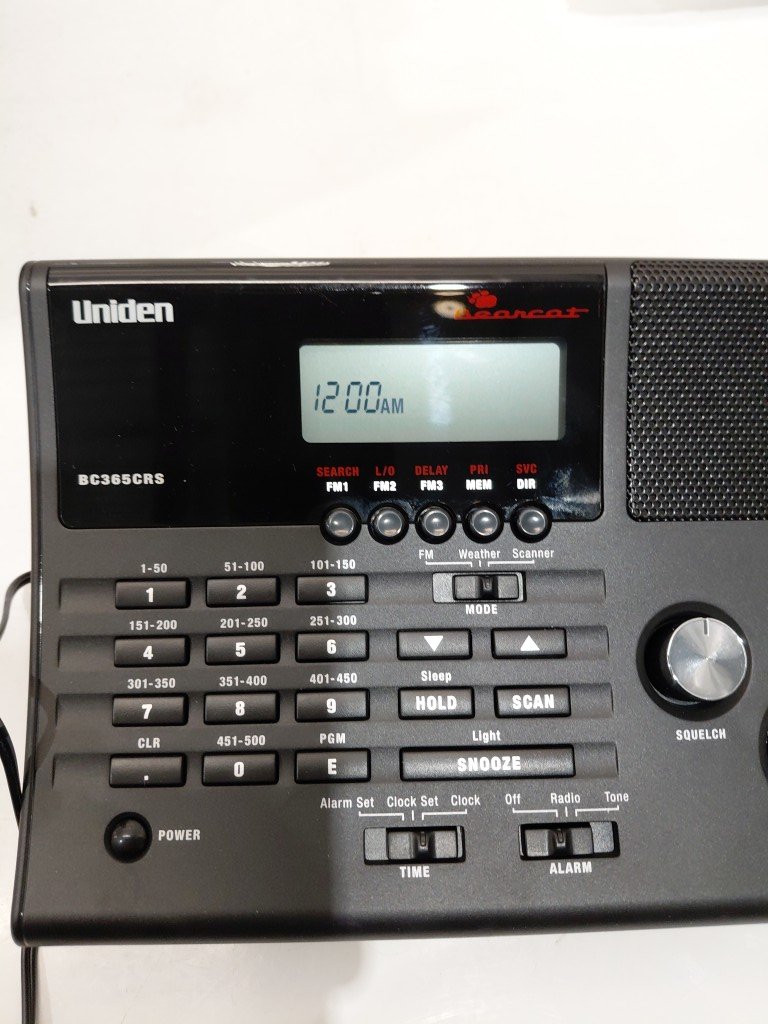 Uniden
bearcat
12:00AM
BC365CRS
SEARCH L/O DELAY PRI SVC
FM1 FM2 FM3 MEM DIR
FM Weather Scanner
MODE
1-50 51-100 101-150
1 2 3
151-200 201-250 251-300
4 5 6
301-350 351-400 401-450 Sleep
7 8 9 HOLD SCAN
SQUELCH
CLR 451-500 PGM Light
. 0 E SNOOZE
Alarm Set Clock Set Clock Off Radio Tone
POWER
TIME ALARM